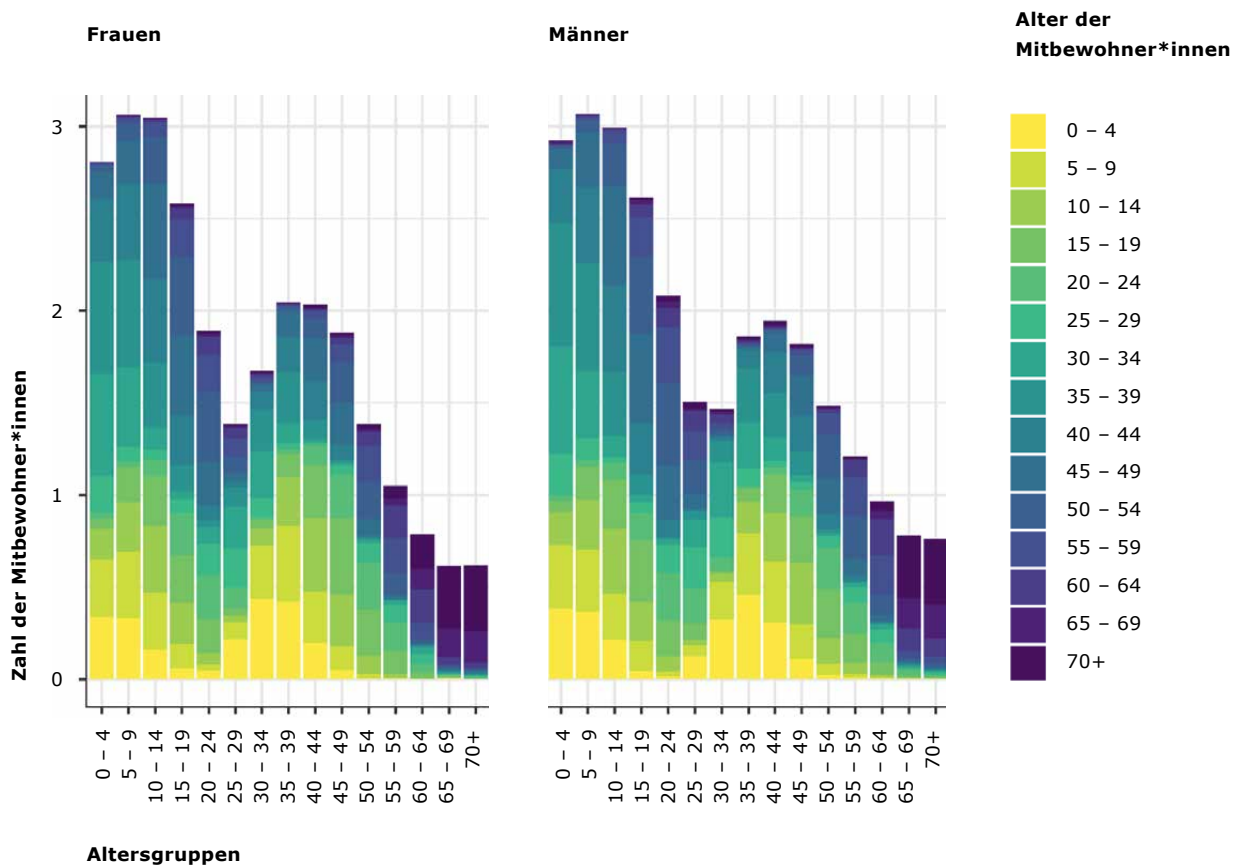 Frauen
Männer
Alter der
Mitbewohner*innen
Zahl der Mitbewohner*innen
3
2
1
0
0 – 4
5 – 9
10 – 14
15 – 19
20 – 24
25 – 29
30 – 34
35 – 39
40 – 44
45 – 49
50 – 54
55 – 59
60 – 64
65 – 69
70+
0 – 4
5 – 9
10 – 14
15 – 19
20 – 24
25 – 29
30 – 34
35 – 39
40 – 44
45 – 49
50 – 54
55 – 59
60 – 64
65 – 69
70+
Altersgruppen
0 – 4
5 – 9
10 – 14
15 – 19
20 – 24
25 – 29
30 – 34
35 – 39
40 – 44
45 – 49
50 – 54
55 – 59
60 – 64
65 – 69
70+